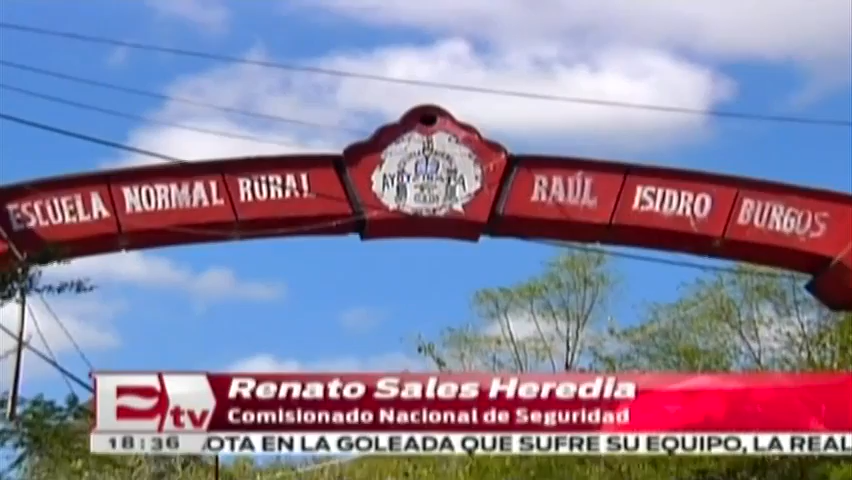 ESCUELA NORMAL RURAL RAÚL ISIDRO BURGOS
tv
Renato Sales Heredia
Comisionado Nacional de Seguridad
18:36 OTA EN LA GOLEADA QUE SUFRE SU EQUIPO, LA REAL